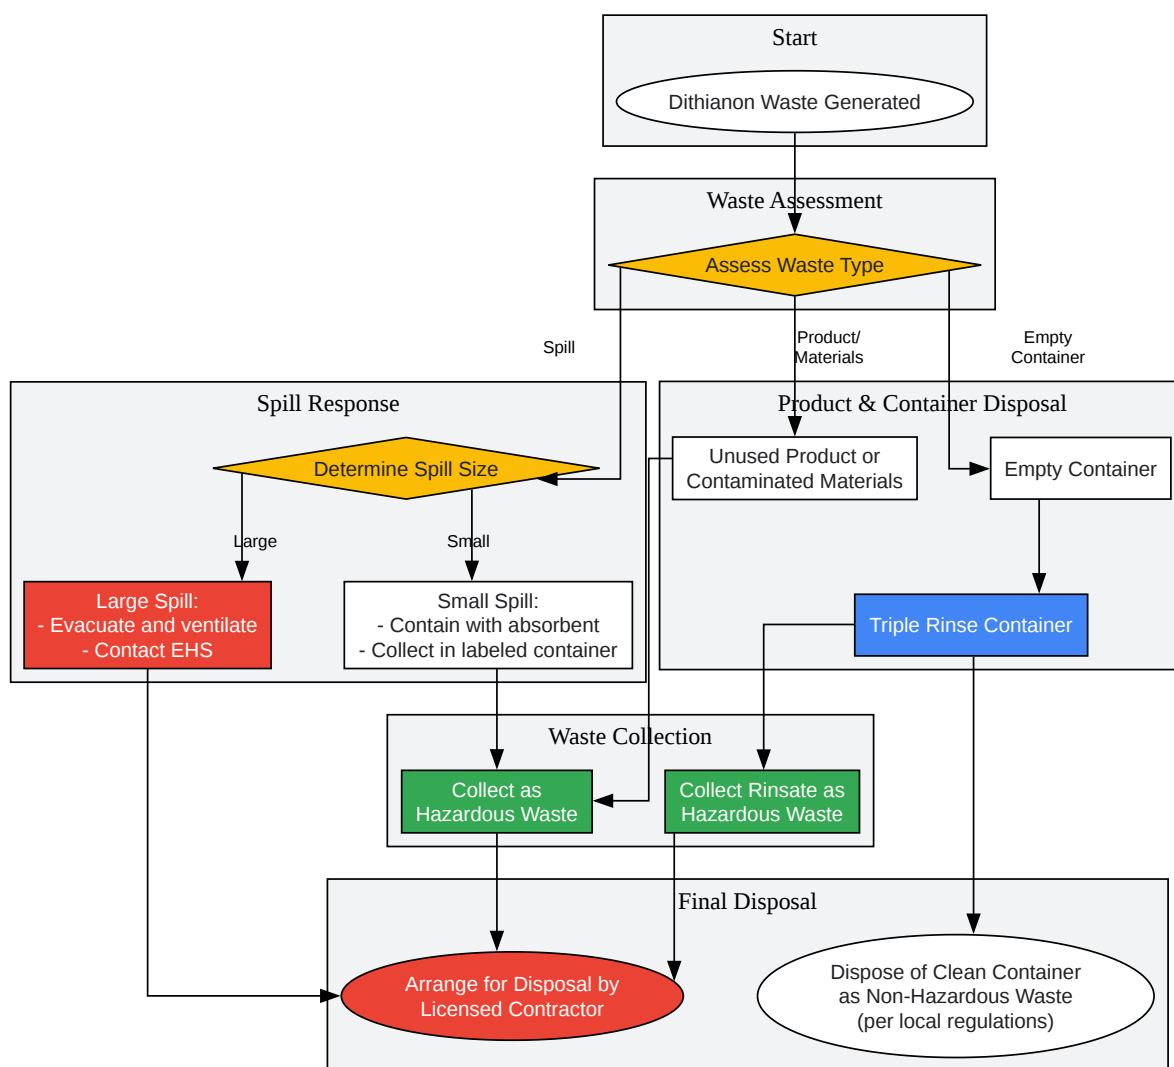 Start
Dithianon Waste Generated
Waste Assessment
Assess Waste Type
Spill
Product/
Materials
Empty
Container
Spill Response
Determine Spill Size
Large
Small
Large Spill:
- Evacuate and ventilate
- Contact EHS
Small Spill:
- Contain with absorbent
- Collect in labeled container
Product & Container Disposal
Unused Product or
Contaminated Materials
Empty Container
Triple Rinse Container
Waste Collection
Collect as
Hazardous Waste
Collect Rinsate as
Hazardous Waste
Final Disposal
Arrange for Disposal by
Licensed Contractor
Dispose of Clean Container
as Non-Hazardous Waste
(per local regulations)